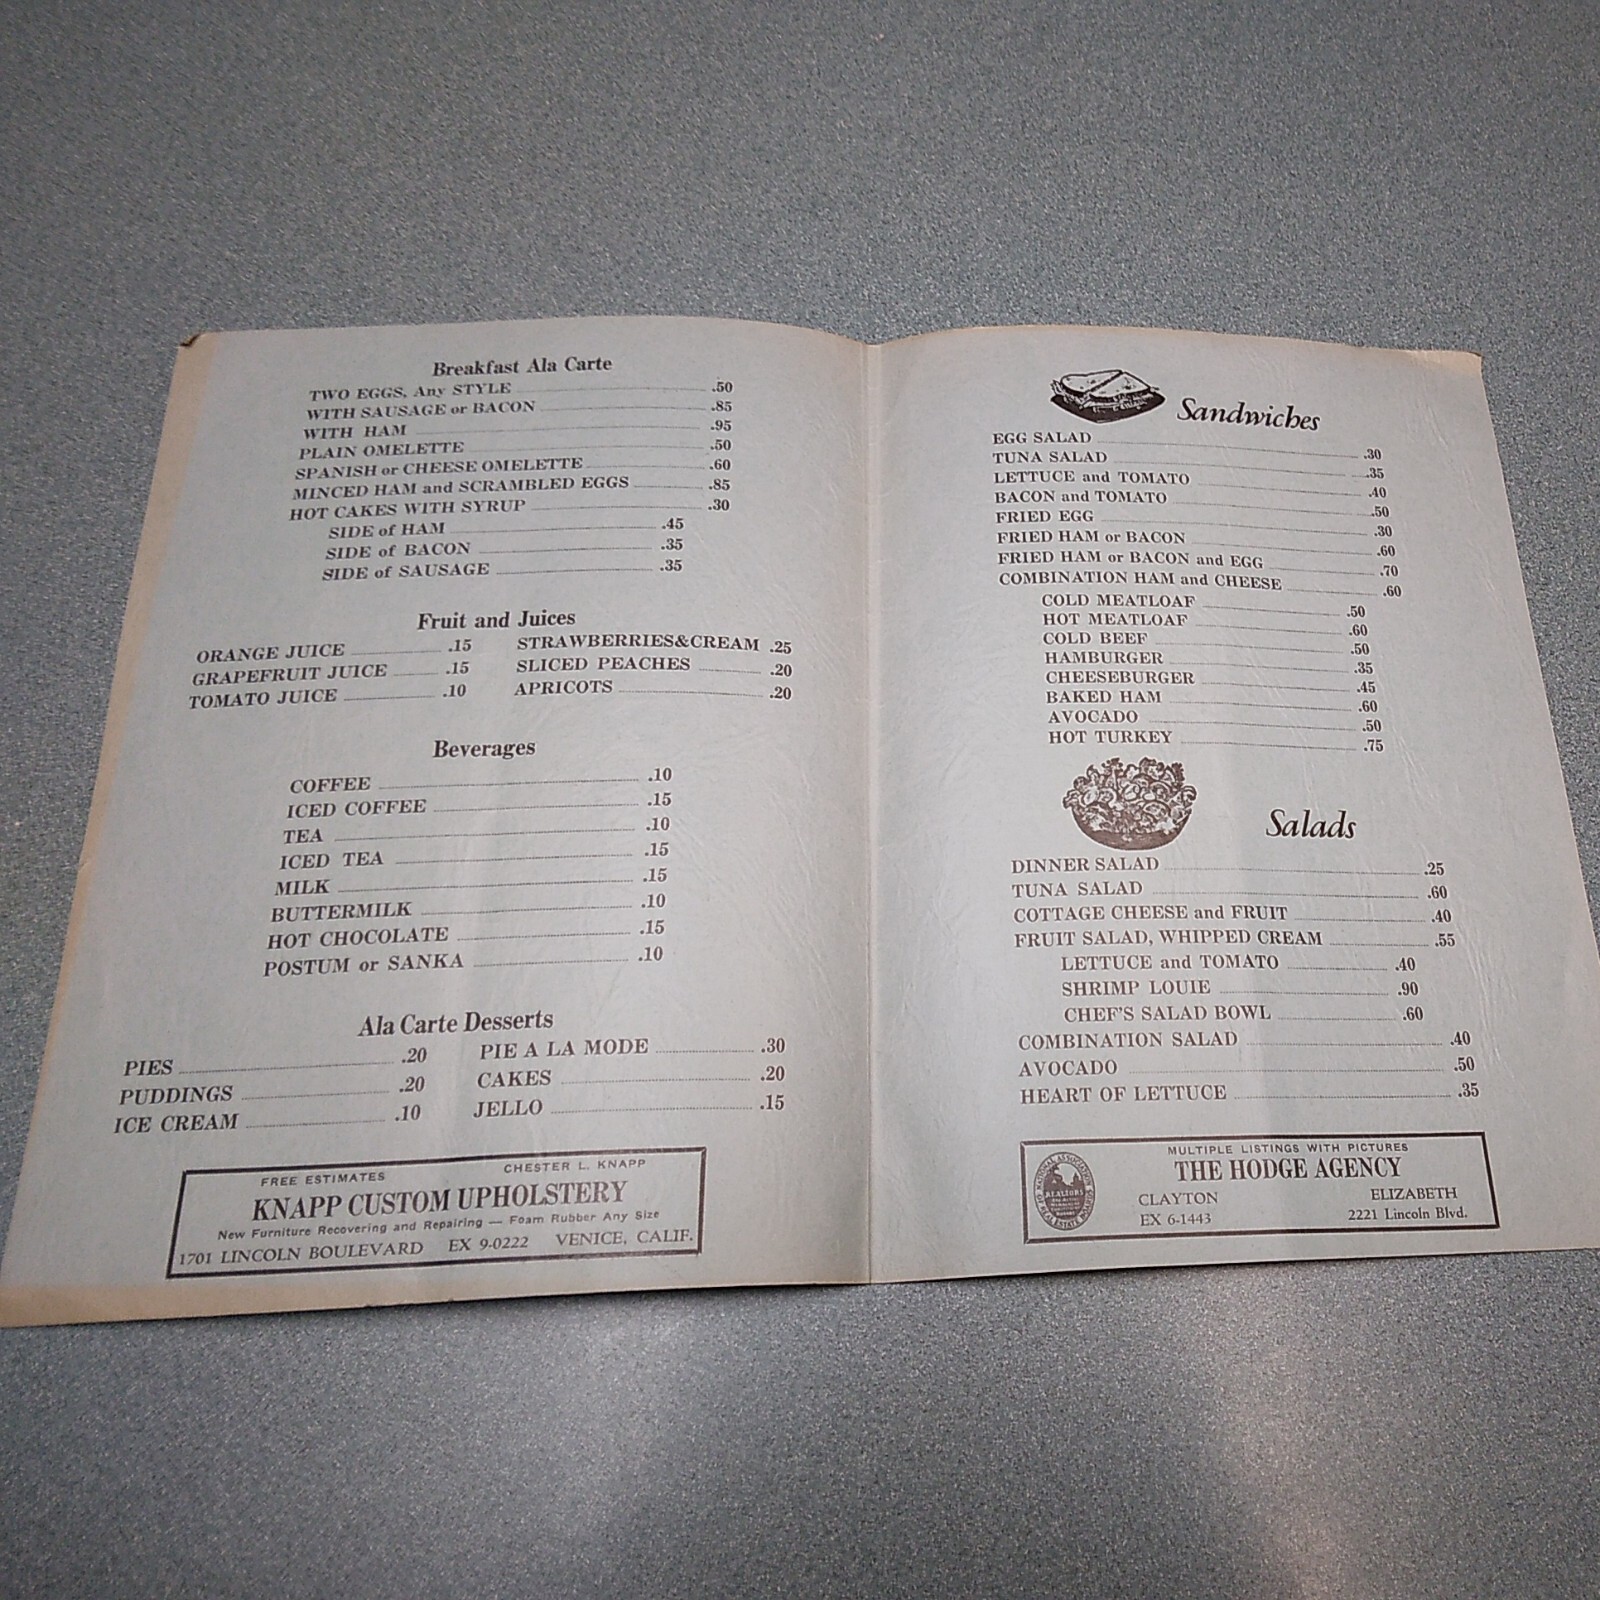 Breakfast Ala Carte
TWO EGGS, Any STYLE .50
WITH SAUSAGE or BACON .85
WITH HAM .95
PLAIN OMELETTE .50
SPANISH or CHEESE OMELETTE .60
MINCED HAM and SCRAMBLED EGGS .85
HOT CAKES WITH SYRUP .30
SIDE of HAM .45
SIDE of BACON .35
SIDE of SAUSAGE .35
Fruit and Juices
ORANGE JUICE .15
GRAPEFRUIT JUICE .15
TOMATO JUICE .10
STRAWBERRIES&CREAM .25
SLICED PEACHES .20
APRICOTS .20
Beverages
COFFEE .10
ICED COFFEE .15
TEA .10
ICED TEA .15
MILK .15
BUTTERMILK .10
HOT CHOCOLATE .15
POSTUM or SANKA .10
Ala Carte Desserts
PIES .20
PUDDINGS .20
ICE CREAM .10
PIE A LA MODE .30
CAKES .20
JELLO .15
FREE ESTIMATES CHESTER L. KNAPP
KNAPP CUSTOM UPHOLSTERY
New Furniture Recovering and Repairing — Foam Rubber Any Size
1701 LINCOLN BOULEVARD EX 9-0222 VENICE, CALIF.
Sandwiches
EGG SALAD .30
TUNA SALAD .35
LETTUCE and TOMATO .40
BACON and TOMATO .50
FRIED EGG .30
FRIED HAM or BACON .60
FRIED HAM or BACON and EGG .70
COMBINATION HAM and CHEESE .60
COLD MEATLOAF .50
HOT MEATLOAF .60
COLD BEEF .50
HAMBURGER .35
CHEESEBURGER .45
BAKED HAM .60
AVOCADO .50
HOT TURKEY .75
Salads
DINNER SALAD .25
TUNA SALAD .60
COTTAGE CHEESE and FRUIT .40
FRUIT SALAD, WHIPPED CREAM .55
LETTUCE and TOMATO .40
SHRIMP LOUIE .90
CHEF'S SALAD BOWL .60
COMBINATION SALAD .40
AVOCADO .50
HEART OF LETTUCE .35
MULTIPLE LISTINGS WITH PICTURES
THE HODGE AGENCY
CLAYTON ELIZABETH
EX 6-1443 2221 Lincoln Blvd.
NATIONAL ASSOCIATION OF REAL ESTATE BOARDS
REALTORS